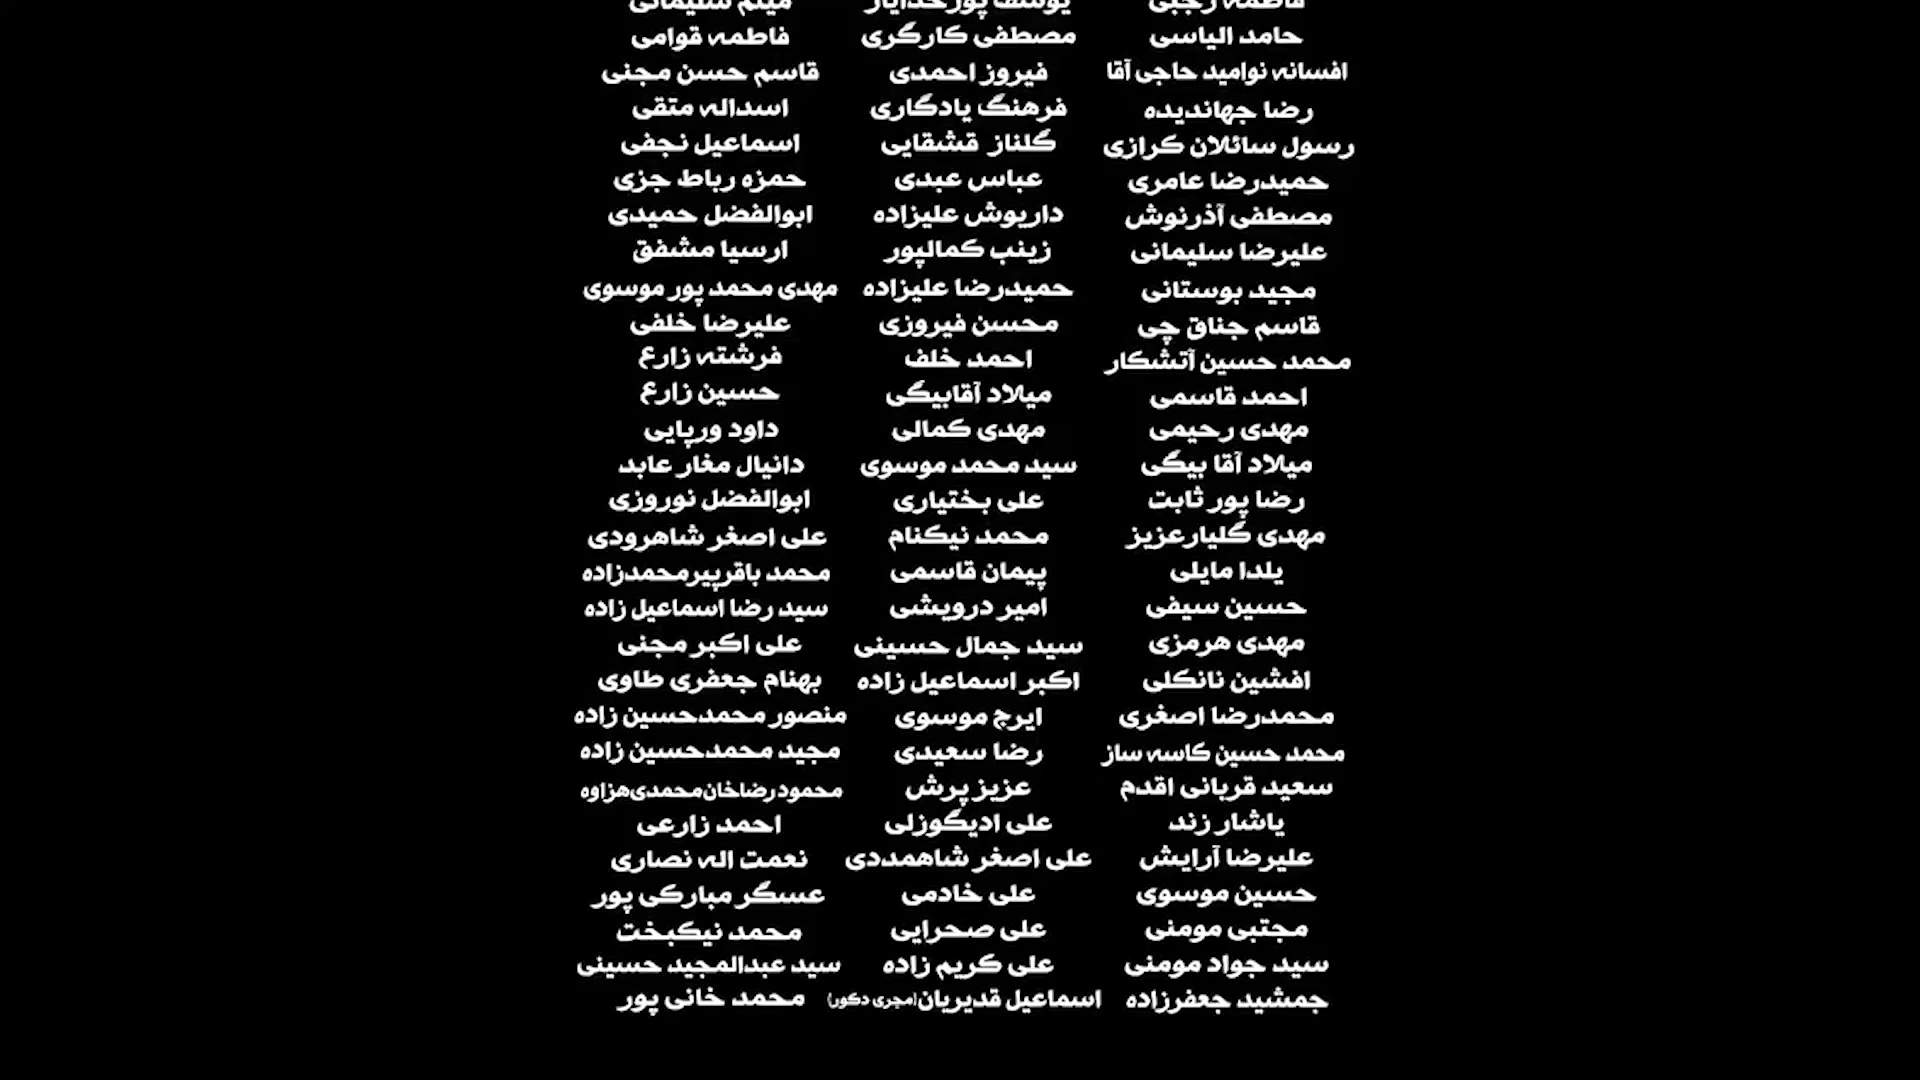 فاطمه رجبی
حامد الیاسی
افسانه نوامید حاجی آقا
رضا جهاندیده
رسول سائلان کرازی
حمیدرضا عامری
مصطفی آذرنوش
علیرضا سلیمانی
مجید بوستانی
قاسم جناق چی
محمد حسین آتشکار
احمد قاسمی
مهدی رحیمی
میلاد آقا بیگی
رضا پور ثابت
مهدی گلیارعزیز
یلدا مایلی
حسین سیفی
مهدی هرمزی
افشین نانکلی
محمدرضا اصغری
محمد حسین کاسه ساز
سعید قربانی اقدم
یاشار زند
علیرضا آرایش
حسین موسوی
مجتبی مومنی
سید جواد مومنی
جمشید جعفرزاده
یوسف پورخدایار
مصطفی کارگری
فیروز احمدی
فرهنگ یادگاری
گلناز قشقایی
عباس عبدی
داریوش علیزاده
زینب کمالپور
حمیدرضا علیزاده
محسن فیروزی
احمد خلف
میلاد آقابیگی
مهدی کمالی
سید محمد موسوی
علی بختیاری
محمد نیکنام
پیمان قاسمی
امیر درویشی
سید جمال حسینی
اکبر اسماعیل زاده
ایرج موسوی
رضا سعیدی
عزیز پرش
علی ادیگوزلی
علی اصغر شاهمددی
علی خادمی
علی صحرایی
علی کریم زاده
اسماعیل قدیریان(مجری دکور)
میثم سلیمانی
فاطمه قوامی
قاسم حسن مجنی
اسداله متقی
اسماعیل نجفی
حمزه رباط جزی
ابوالفضل حمیدی
ارسیا مشفق
مهدی محمد پور موسوی
علیرضا خلفی
فرشته زارع
حسین زارع
داود ورپایی
دانیال مغار عابد
ابوالفضل نوروزی
علی اصغر شاهرودی
محمد باقرپیرمحمدزاده
سید رضا اسماعیل زاده
علی اکبر مجنی
بهنام جعفری طاوی
منصور محمدحسین زاده
مجید محمدحسین زاده
محمودرضاخان‌محمدی‌هزاوه
احمد زارعی
نعمت اله نصاری
عسگر مبارکی پور
محمد نیکبخت
سید عبدالمجید حسینی
محمد خانی پور